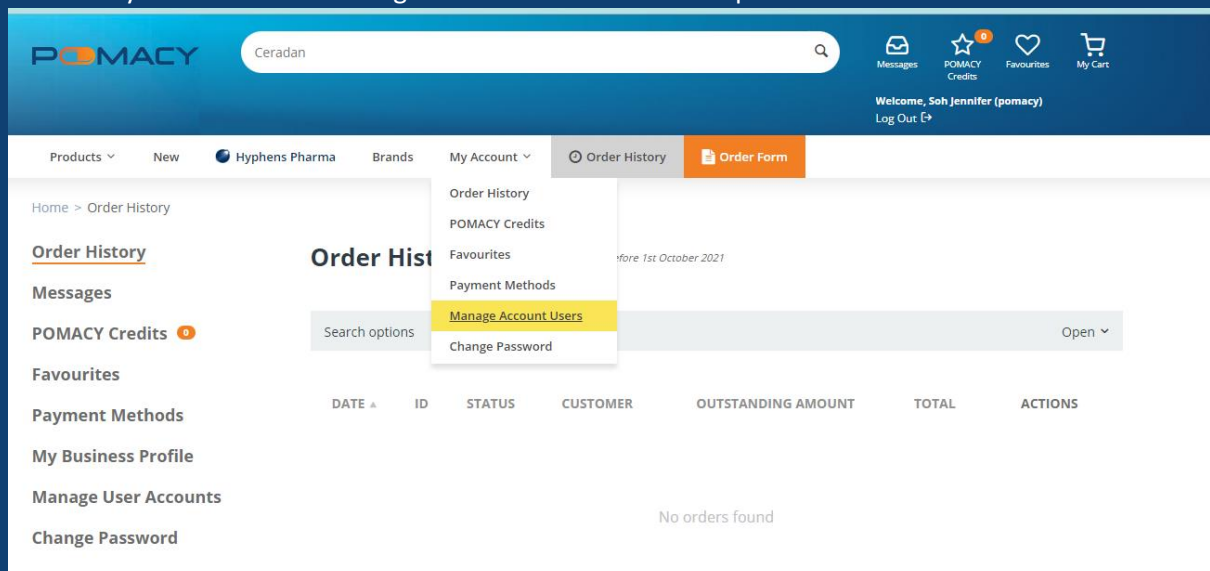 POMACY
Ceradan
Messages
0
POMACY
Credits
Favourites
My Cart
Welcome, Soh Jennifer (pomacy)
Log Out
Products
New
Hyphens Pharma
Brands
My Account
Order History
Order Form
Home > Order History
Order History
Messages
POMACY Credits 0
Favourites
Payment Methods
My Business Profile
Manage User Accounts
Change Password
Order History
POMACY Credits
Favourites
Payment Methods
Manage Account Users
Change Password
Order Hist
efore 1st October 2021
Search options
Open
DATE ID STATUS CUSTOMER OUTSTANDING AMOUNT TOTAL ACTIONS
No orders found